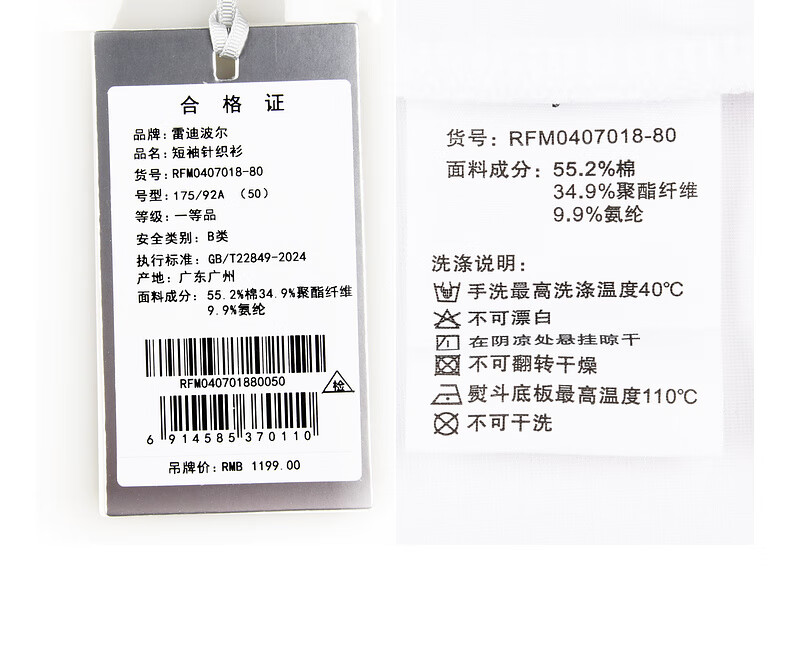 合格证
品牌: 雷迪波尔
品名: 短袖针织衫
货号: RFM0407018-80
号型: 175/92A （50）
等级: 一等品
安全类别: B类
执行标准: GB/T22849-2024
产地: 广东广州
面料成分: 55.2%棉34.9%聚酯纤维
9.9%氨纶
RFM040701880050
检
6 914585 370110
吊牌价: RMB 1199.00
货号: RFM0407018-80
面料成分: 55.2%棉
34.9%聚酯纤维
9.9%氨纶
洗涤说明:
手洗最高洗涤温度40℃
不可漂白
在阴凉处悬挂晾干
不可翻转干燥
熨斗底板最高温度110℃
不可干洗